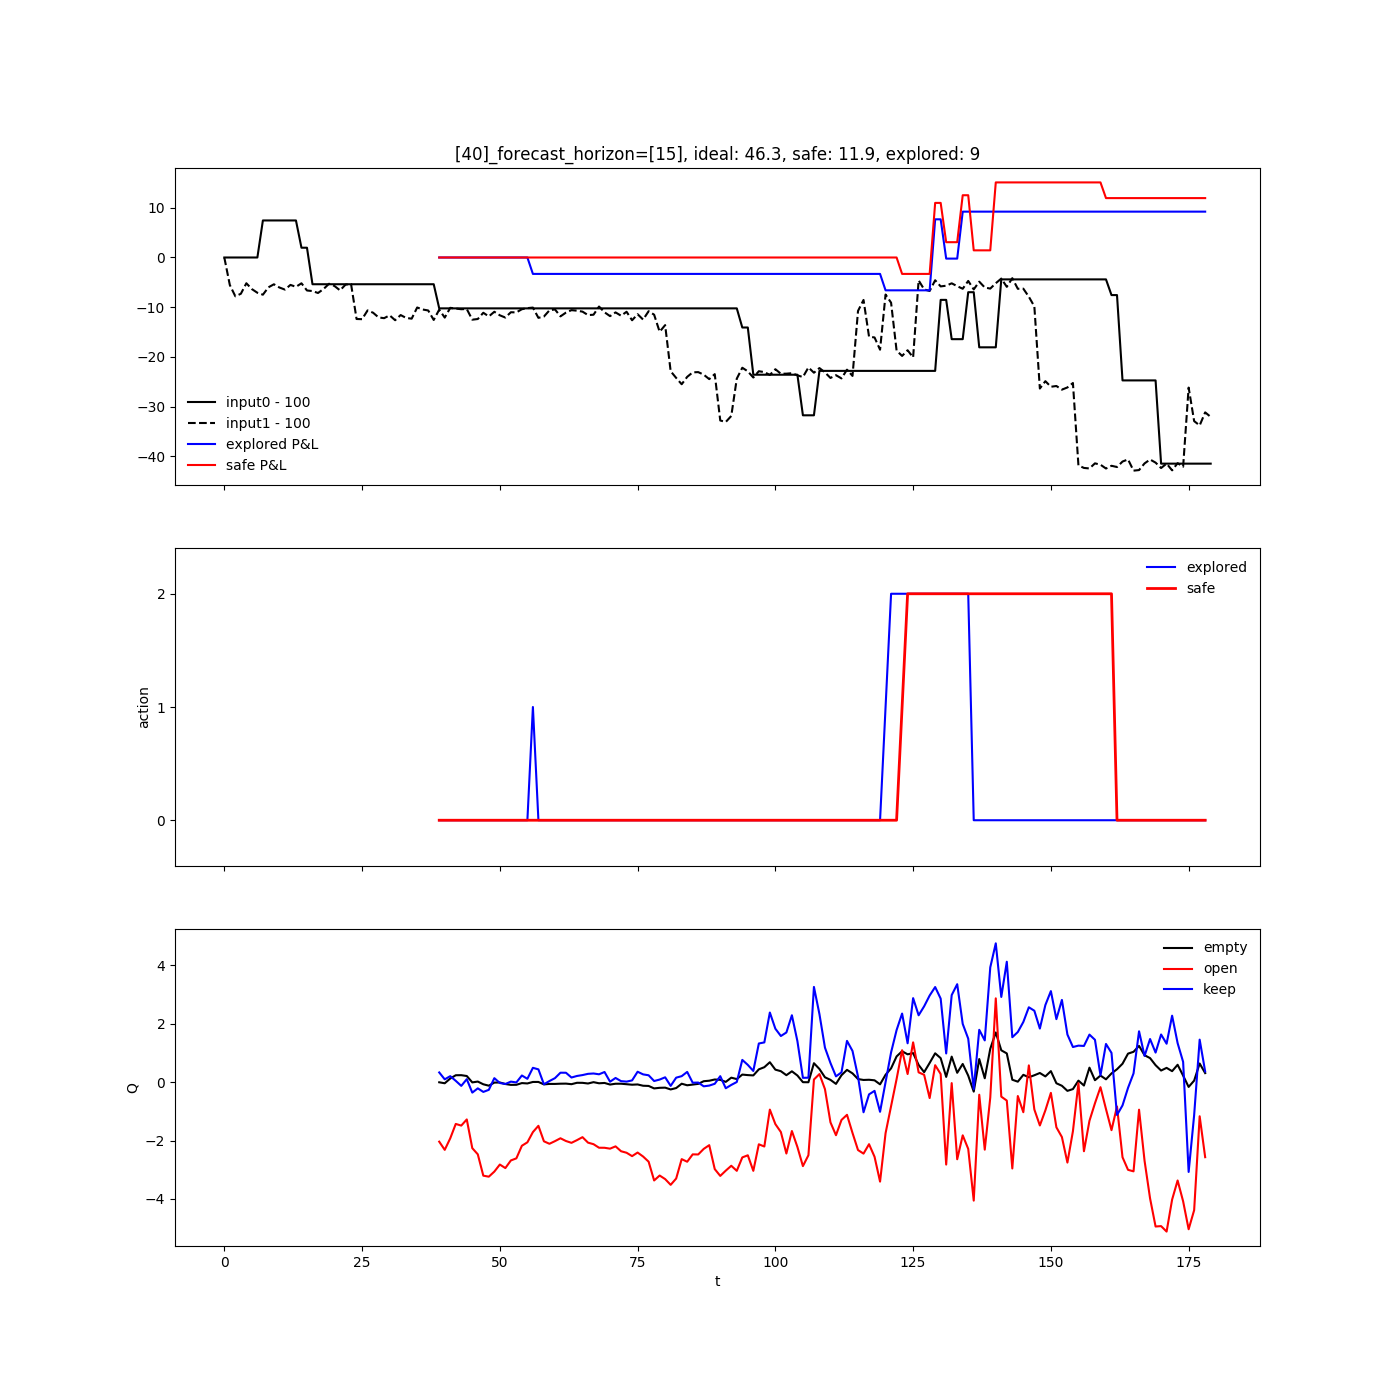 [40]_forecast_horizon=[15], ideal: 46.3, safe: 11.9, explored: 9
10
0
−10
−20
−30
−40
input0 - 100
input1 - 100
explored P&L
safe P&L
action
2
1
0
explored
safe
Q
4
2
0
−2
−4
empty
open
keep
0 25 50 75 100 125 150 175
t